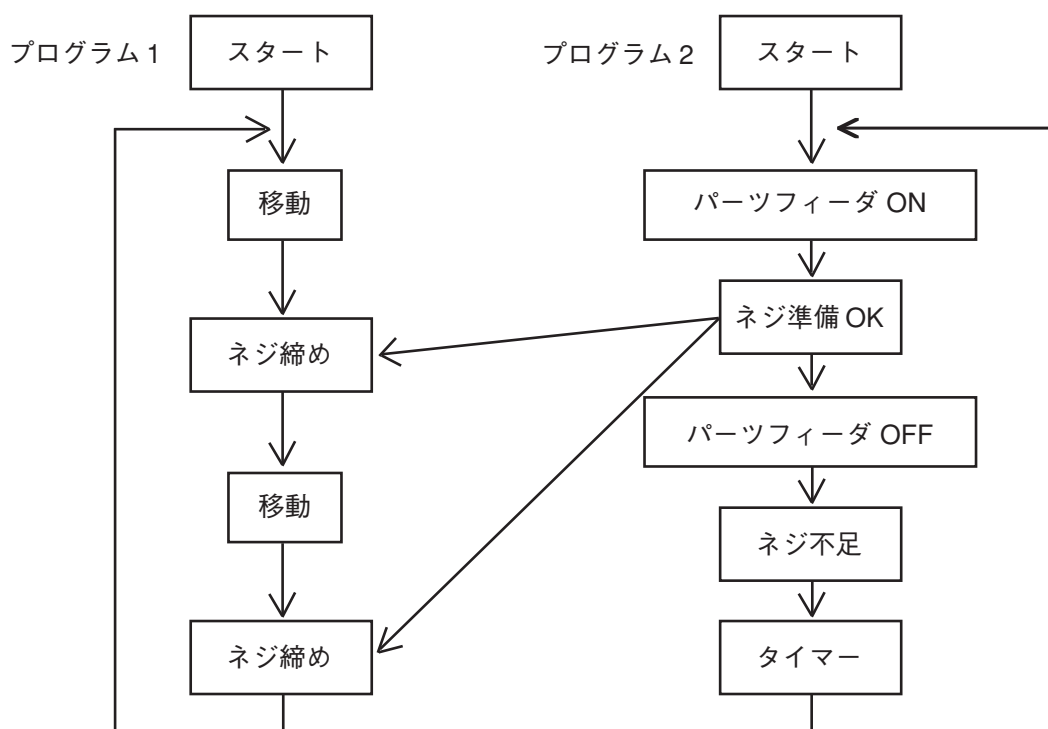 プログラム 1
スタート
移動
ネジ締め
移動
ネジ締め
プログラム 2
スタート
パーツフィーダ ON
ネジ準備 OK
パーツフィーダ OFF
ネジ不足
タイマー